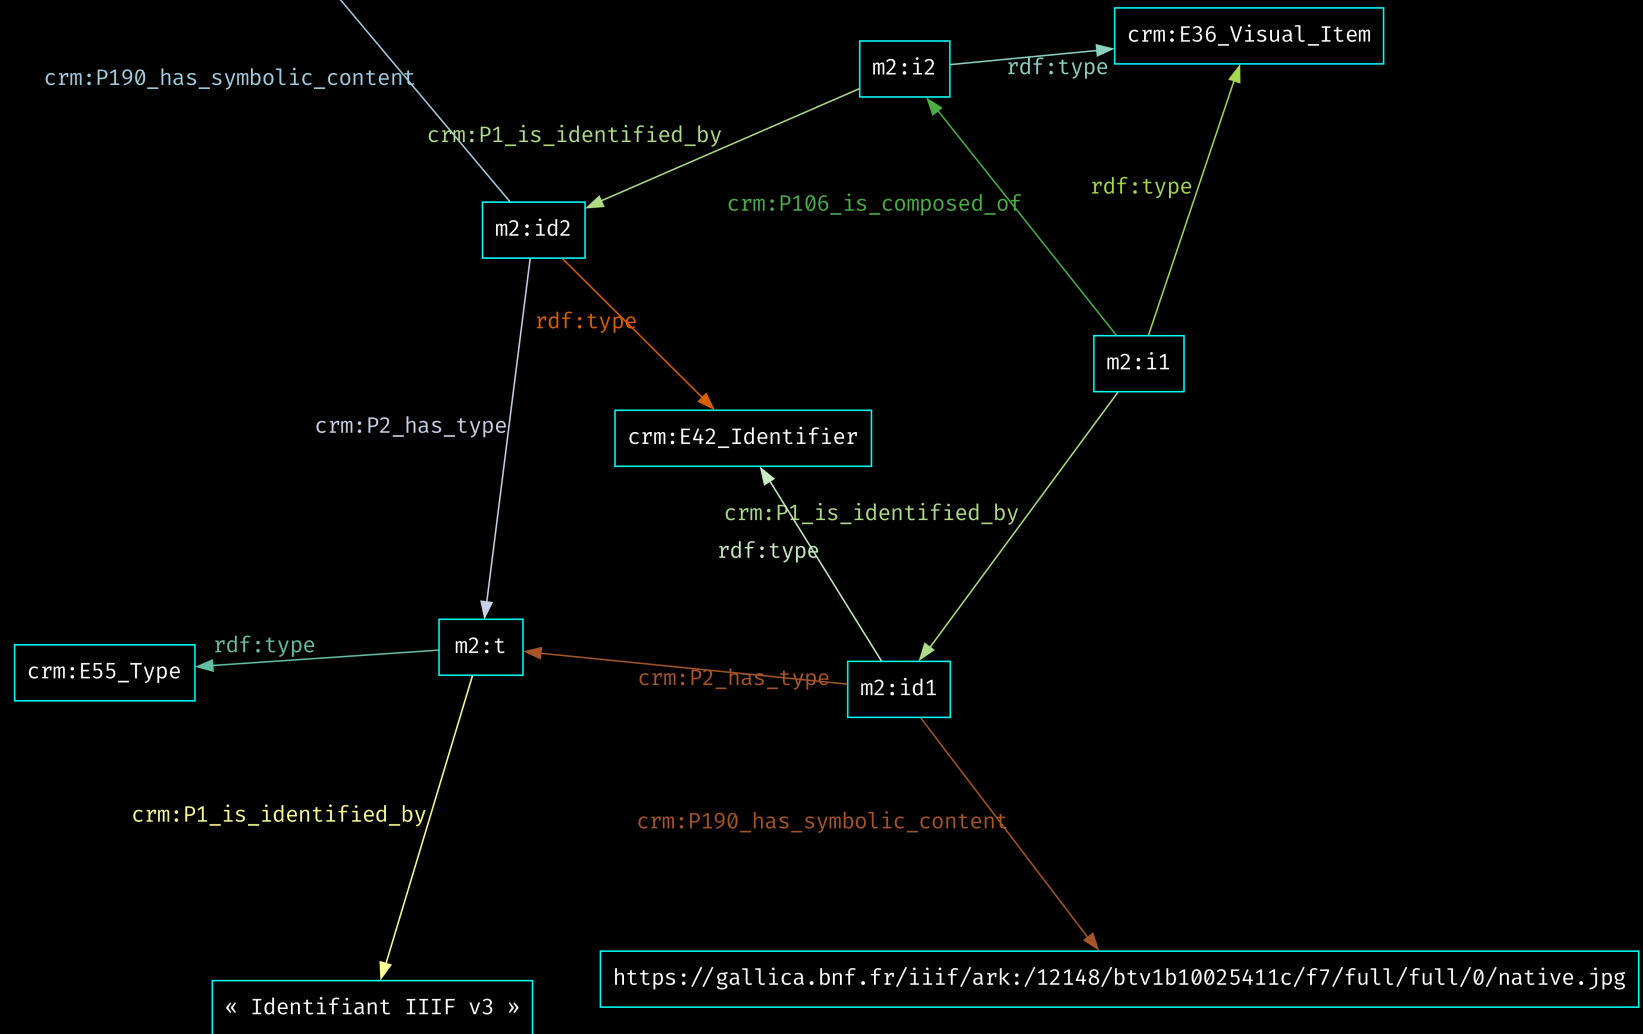 crm:E36_Visual_Item
m2:i2
rdf:type
crm:P190_has_symbolic_content
crm:P1_is_identified_by
rdf:type
crm:P106_is_composed_of
m2:id2
rdf:type
m2:i1
crm:P2_has_type
crm:E42_Identifier
crm:P1_is_identified_by
rdf:type
rdf:type
m2:t
crm:E55_Type
crm:P2_has_type
m2:id1
crm:P1_is_identified_by
crm:P190_has_symbolic_content
https://gallica.bnf.fr/iiif/ark:/12148/btv1b10025411c/f7/full/full/0/native.jpg
« Identifiant IIIF v3 »